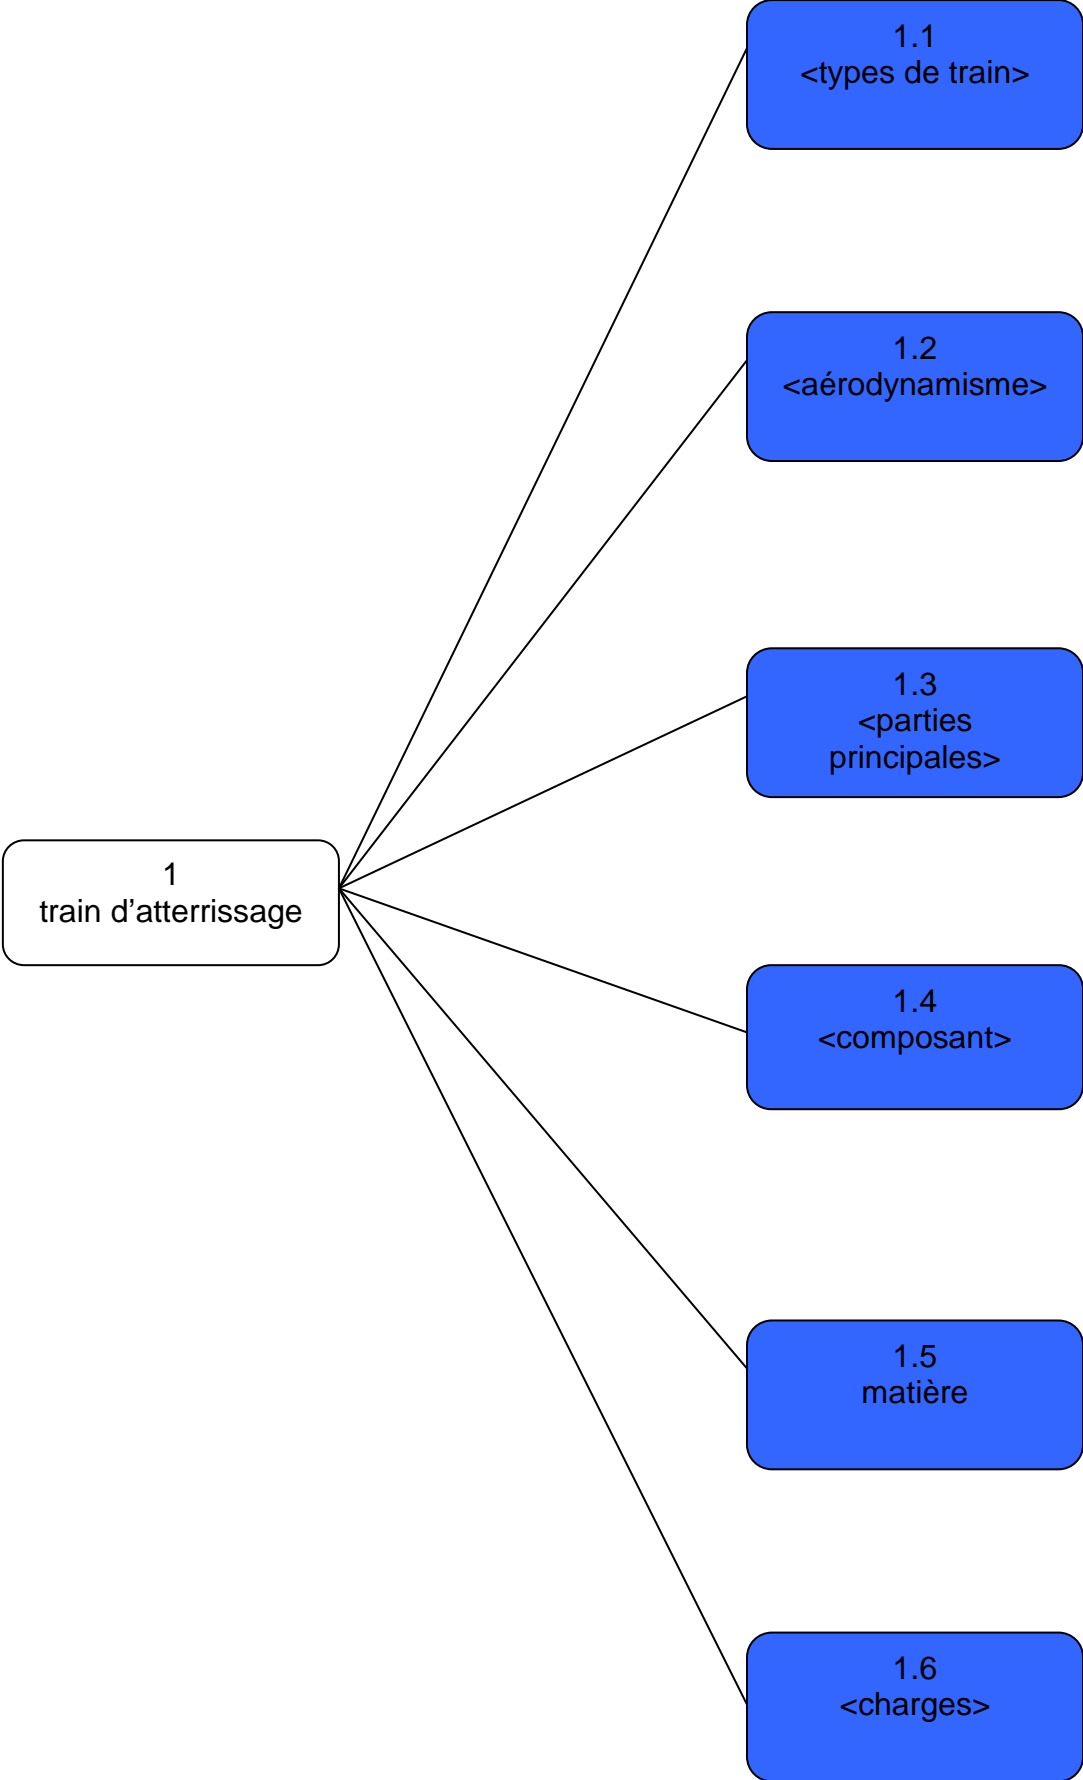 1.1
<types de train>
1.2
<aérodynamisme>
1.3
<parties
principales>
1
train d’atterrissage
1.4
<composant>
1.5
matière
1.6
<charges>